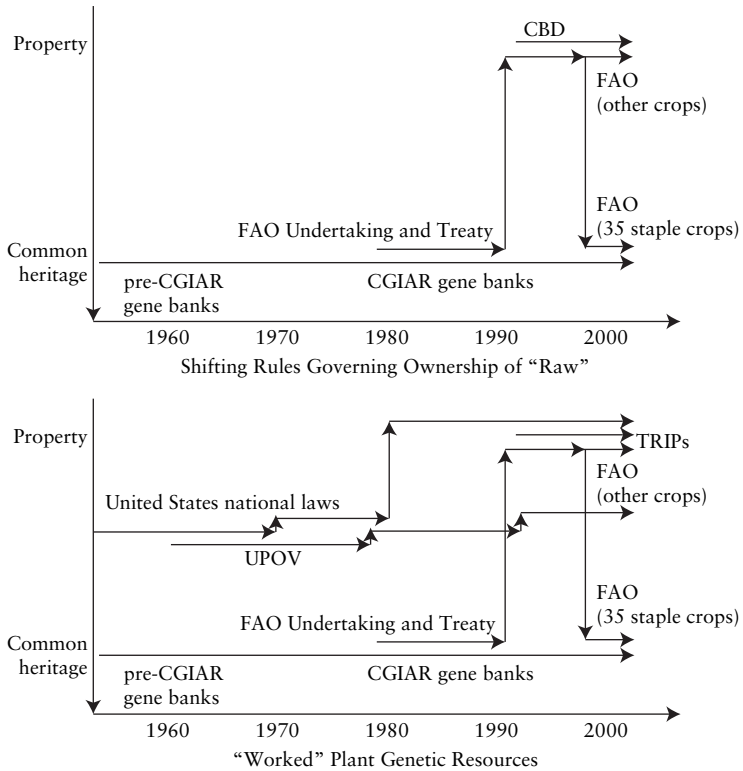 Property
CBD
FAO
(other crops)
FAO
(35 staple crops)
FAO Undertaking and Treaty
Common
heritage
pre-CGIAR
gene banks
CGIAR gene banks
1960 1970 1980 1990 2000
Shifting Rules Governing Ownership of “Raw”
Property
TRIPs
FAO
(other crops)
United States national laws
UPOV
FAO
(35 staple crops)
FAO Undertaking and Treaty
Common
heritage
pre-CGIAR
gene banks
CGIAR gene banks
1960 1970 1980 1990 2000
“Worked” Plant Genetic Resources